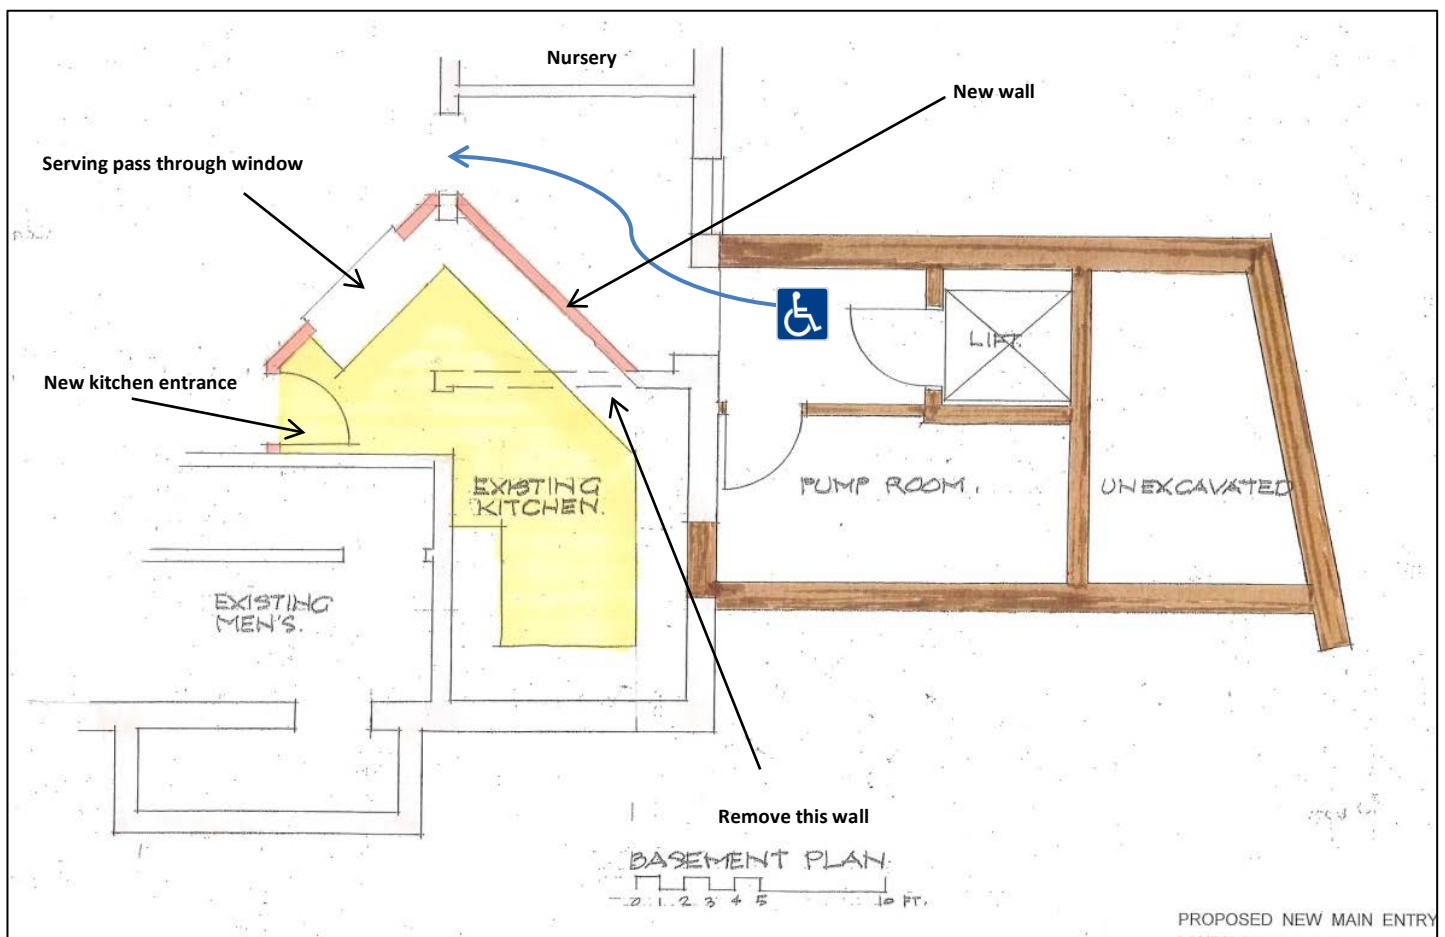 Nursery
New wall
Serving pass through window
LIFT.
New kitchen entrance
EXISTING
KITCHEN.
PUMP ROOM.
UNEXCAVATED
EXISTING
MEN'S.
Remove this wall
BASEMENT PLAN
0 1 2 3 4 5 10 FT.
PROPOSED NEW MAIN ENTRY